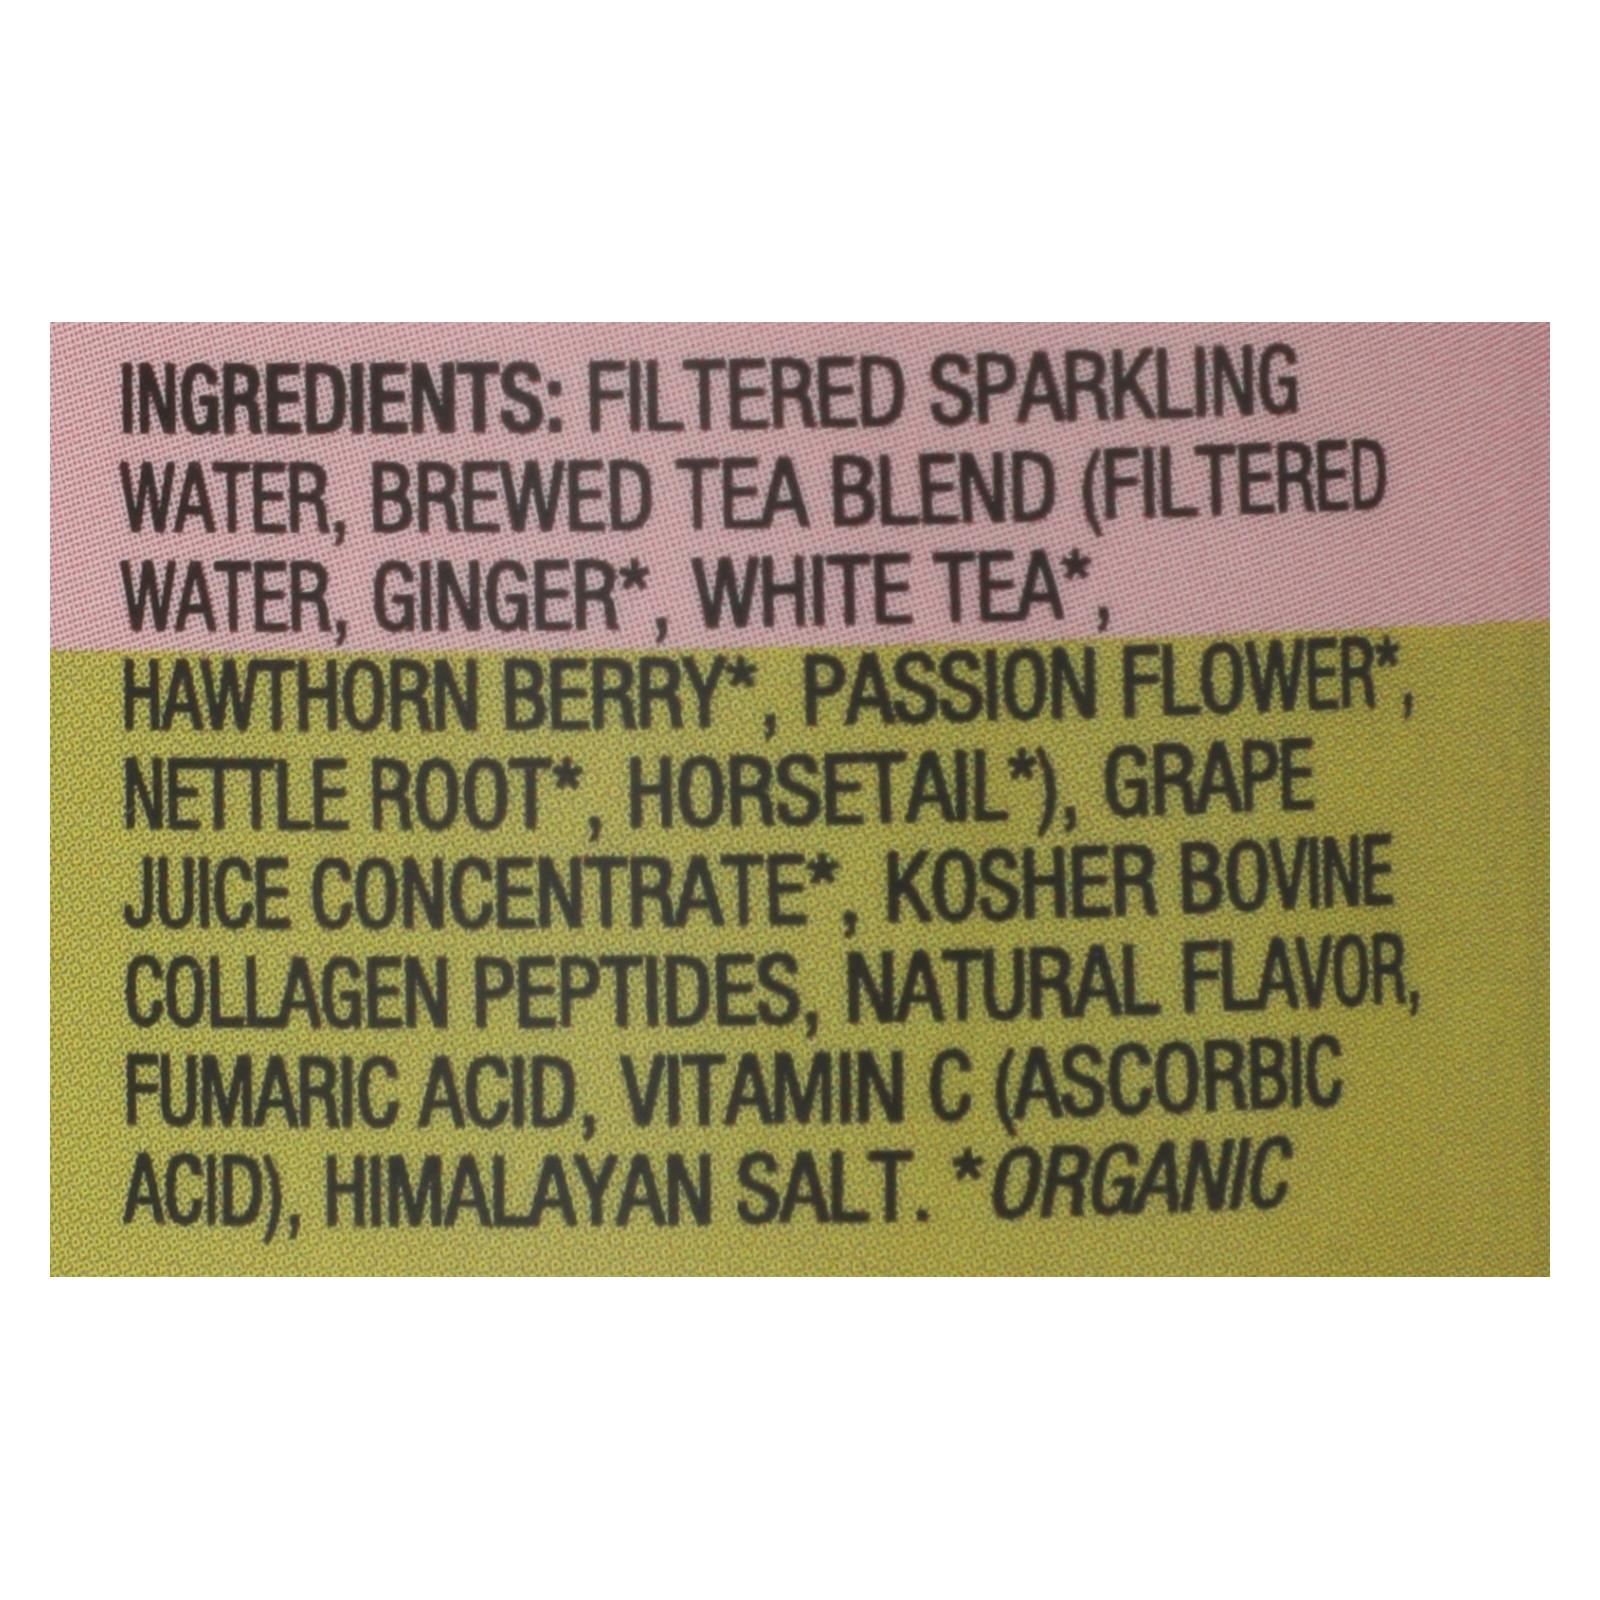 INGREDIENTS: FILTERED SPARKLING
WATER, BREWED TEA BLEND (FILTERED
WATER, GINGER*, WHITE TEA*,
HAWTHORN BERRY*, PASSION FLOWER*,
NETTLE ROOT*, HORSETAIL*), GRAPE
JUICE CONCENTRATE*, KOSHER BOVINE
COLLAGEN PEPTIDES, NATURAL FLAVOR,
FUMARIC ACID, VITAMIN C (ASCORBIC
ACID), HIMALAYAN SALT. *ORGANIC